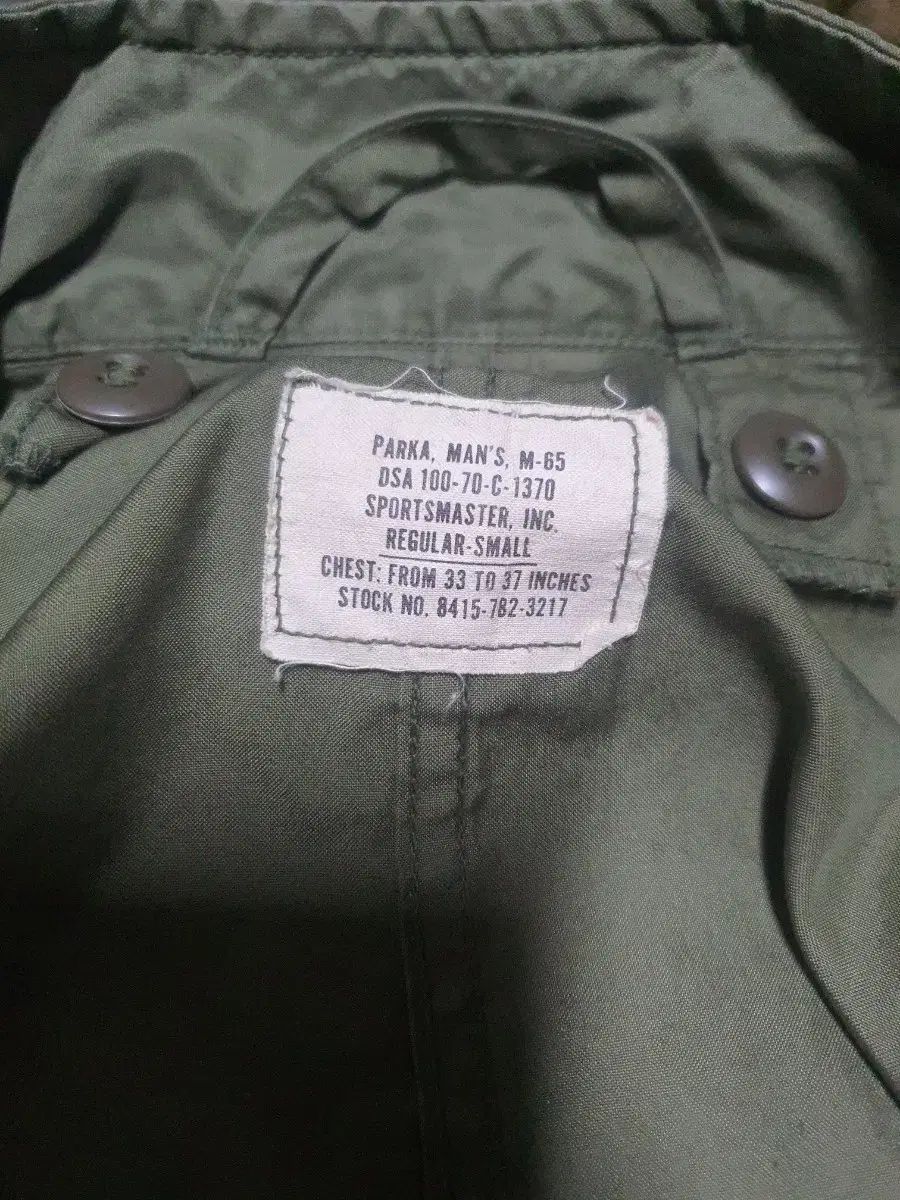 PARKA, MAN'S, M-65
DSA 100-70-C-1370
SPORTSMASTER, INC.
REGULAR-SMALL
CHEST: FROM 33 TO 37 INCHES
STOCK NO. 8415-782-3217